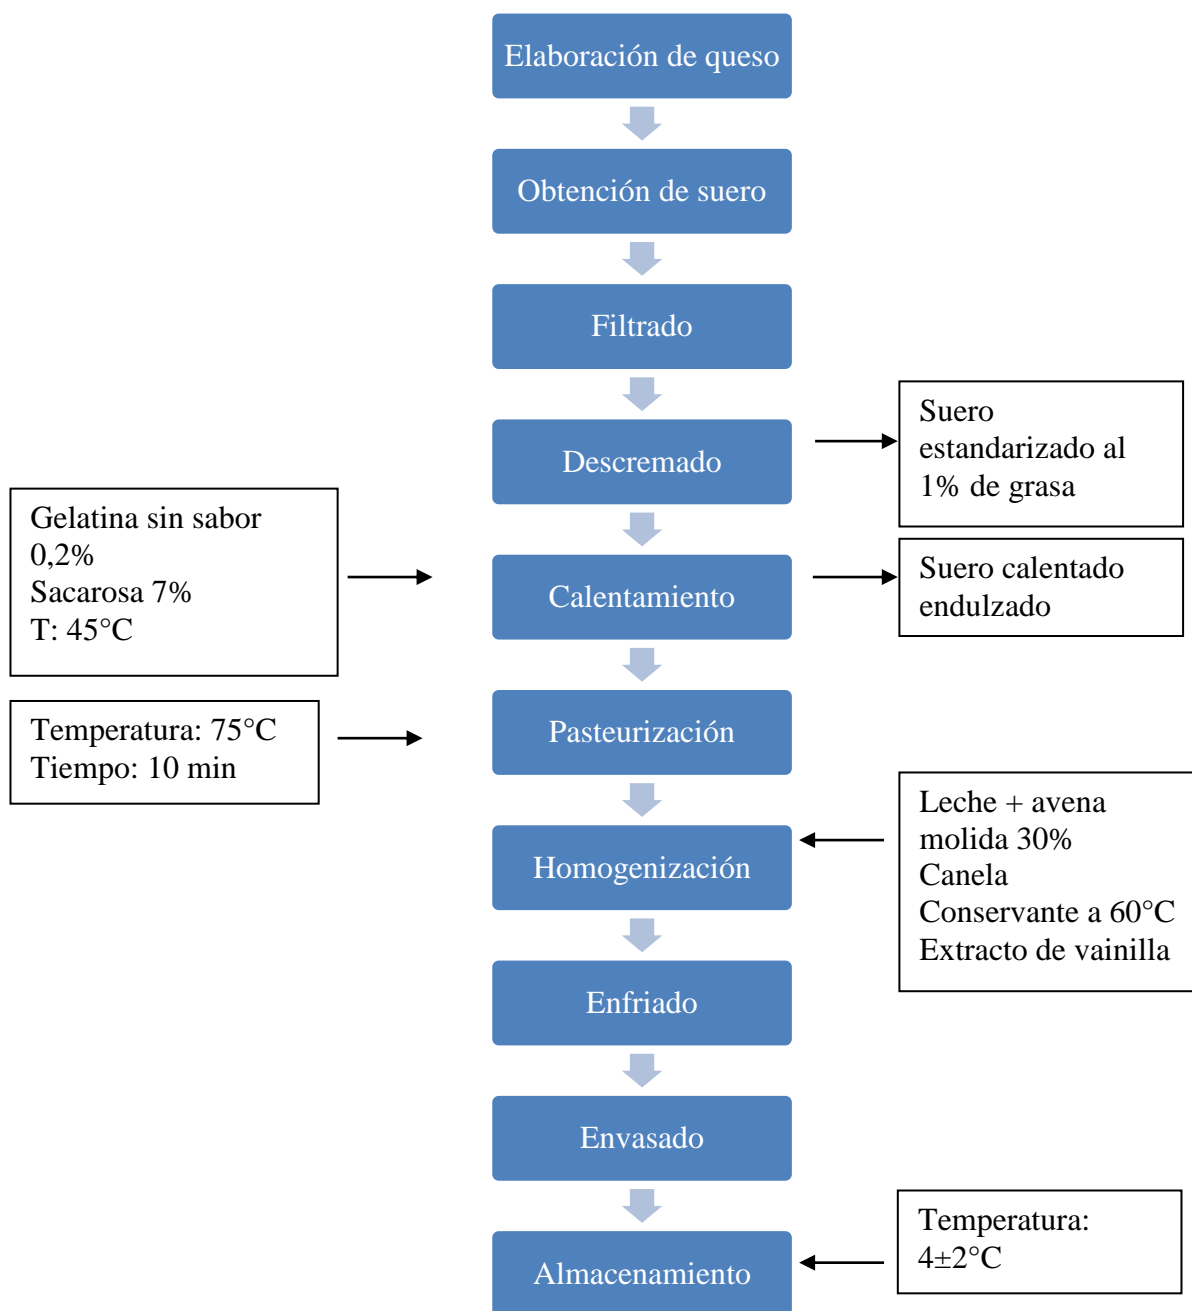 Elaboración de queso
Obtención de suero
Filtrado
Descremado
Suero
estandarizado al
1% de grasa
Gelatina sin sabor
0,2%
Sacarosa 7%
T: 45°C
Calentamiento
Suero calentado
endulzado
Temperatura: 75°C
Tiempo: 10 min
Pasteurización
Homogenización
Leche + avena
molida 30%
Canela
Conservante a 60°C
Extracto de vainilla
Enfriado
Envasado
Almacenamiento
Temperatura:
4±2°C